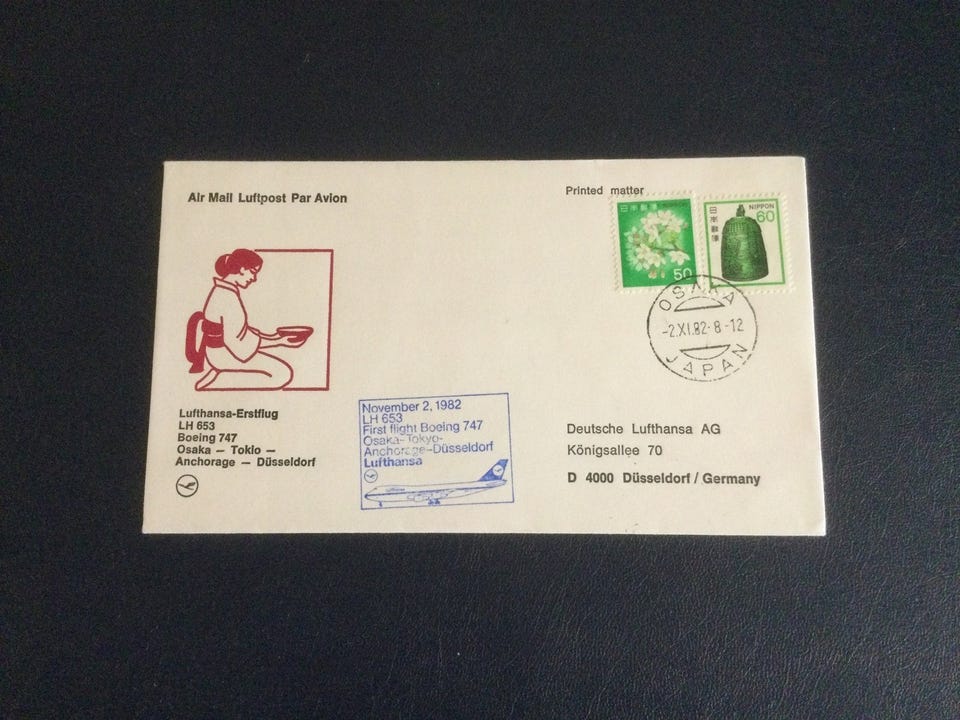 Air Mail Luftpost Par Avion
Printed matter
日本郵便 NIPPON
50
日本郵便
NIPPON
60
OSAKA
-2.XI.82-8-12
JAPAN
Lufthansa-Erstflug
LH 653
Boeing 747
Osaka – Tokio –
Anchorage – Düsseldorf
November 2, 1982
LH 653
First flight Boeing 747
Osaka-Tokyo-
Anchorage-Düsseldorf
Lufthansa
Deutsche Lufthansa AG
Königsallee 70
D 4000 Düsseldorf / Germany